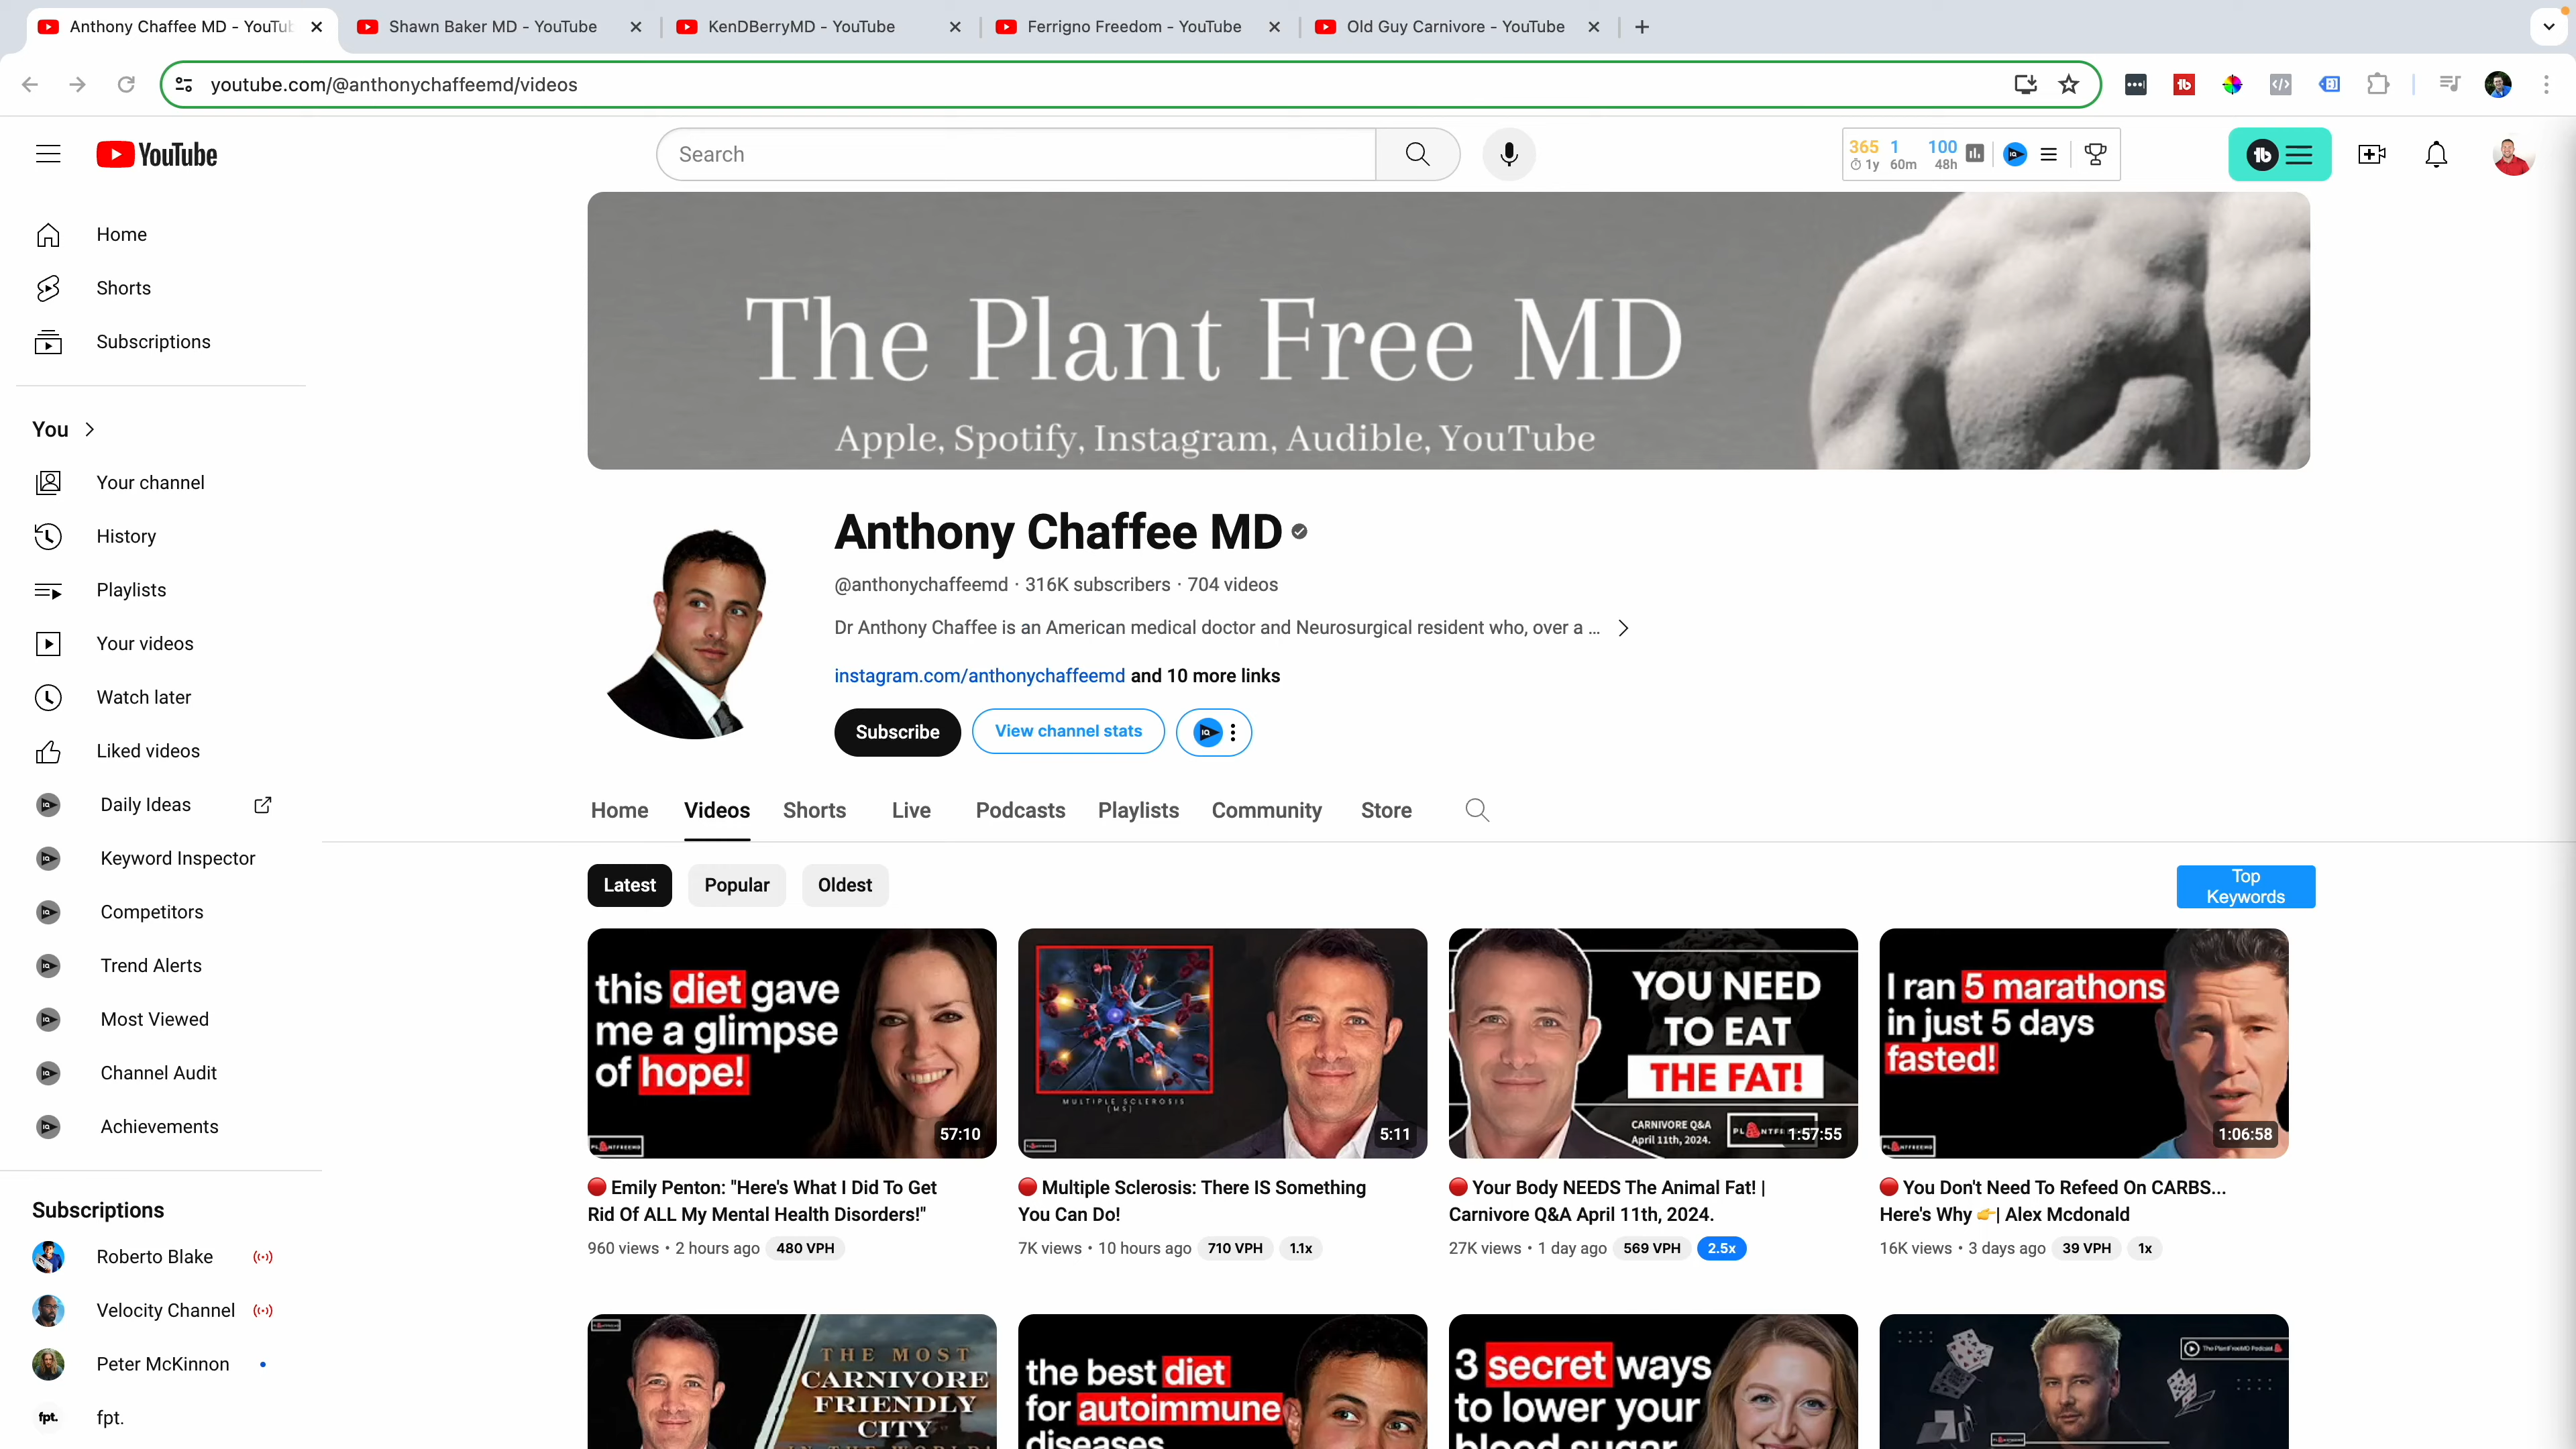 Anthony Chaffee MD - YouTub
Shawn Baker MD - YouTube
KenDBerryMD - YouTube
Ferrigno Freedom - YouTube
Old Guy Carnivore - YouTube
youtube.com/@anthonychaffeemd/videos
YouTube
Search
365 1 100
1y 60m 48h
Home
Shorts
Subscriptions
You
Your channel
History
Playlists
Your videos
Watch later
Liked videos
Daily Ideas
Keyword Inspector
Competitors
Trend Alerts
Most Viewed
Channel Audit
Achievements
Subscriptions
Roberto Blake
Velocity Channel
Peter McKinnon
fpt. fpt.
The Plant Free MD
Apple, Spotify, Instagram, Audible, YouTube
Anthony Chaffee MD
@anthonychaffeemd · 316K subscribers · 704 videos
Dr Anthony Chaffee is an American medical doctor and Neurosurgical resident who, over a ...
instagram.com/anthonychaffeemd and 10 more links
Subscribe
View channel stats
Home Videos Shorts Live Podcasts Playlists Community Store
Latest Popular Oldest
Top
Keywords
this diet gave
me a glimpse
of hope!
57:10
Emily Penton: "Here's What I Did To Get
Rid Of ALL My Mental Health Disorders!"
960 views • 2 hours ago 480 VPH
MULTIPLE SCLEROSIS
(MS)
5:11
Multiple Sclerosis: There IS Something
You Can Do!
7K views • 10 hours ago 710 VPH 1.1x
YOU NEED
TO EAT
THE FAT!
CARNIVORE Q&A
April 11th, 2024.
1:57:55
Your Body NEEDS The Animal Fat! |
Carnivore Q&A April 11th, 2024.
27K views • 1 day ago 569 VPH 2.5x
I ran 5 marathons
in just 5 days
fasted!
1:06:58
You Don't Need To Refeed On CARBS...
Here's Why 👉| Alex Mcdonald
16K views • 3 days ago 39 VPH 1x
THE MOST
CARNIVORE
FRIENDLY
CITY
the best diet
for autoimmune
diseases
3 secret ways
to lower your
blood sugar
The PlantFreeMD Podcast